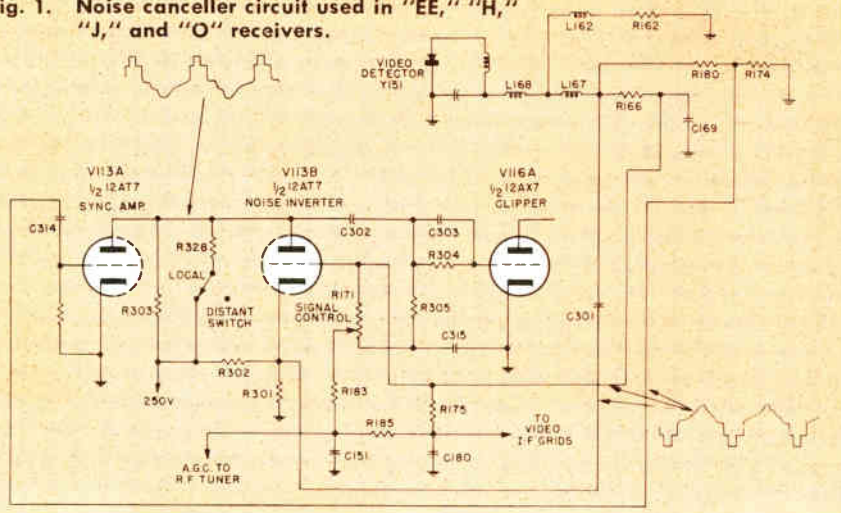 ig. 1. Noise canceller circuit used in "EE," "H,"
"J," and "O" receivers.
L162
R162
VIDEO
DETECTOR
Y151
L168
L167
R180
R174
R166
C169
V113A
1/2 12AT7
SYNC. AMP.
V113B
1/2 12AT7
NOISE INVERTER
V116A
1/2 12AX7
CLIPPER
C314
R328
C302
C303
R304
LOCAL
R303
DISTANT
SWITCH
SIGNAL
CONTROL
R171
R305
C315
C301
R302
250V
R301
R183
R175
R185
TO
VIDEO
I.F. GRIDS
C151
C180
A.G.C. TO
R.F. TUNER